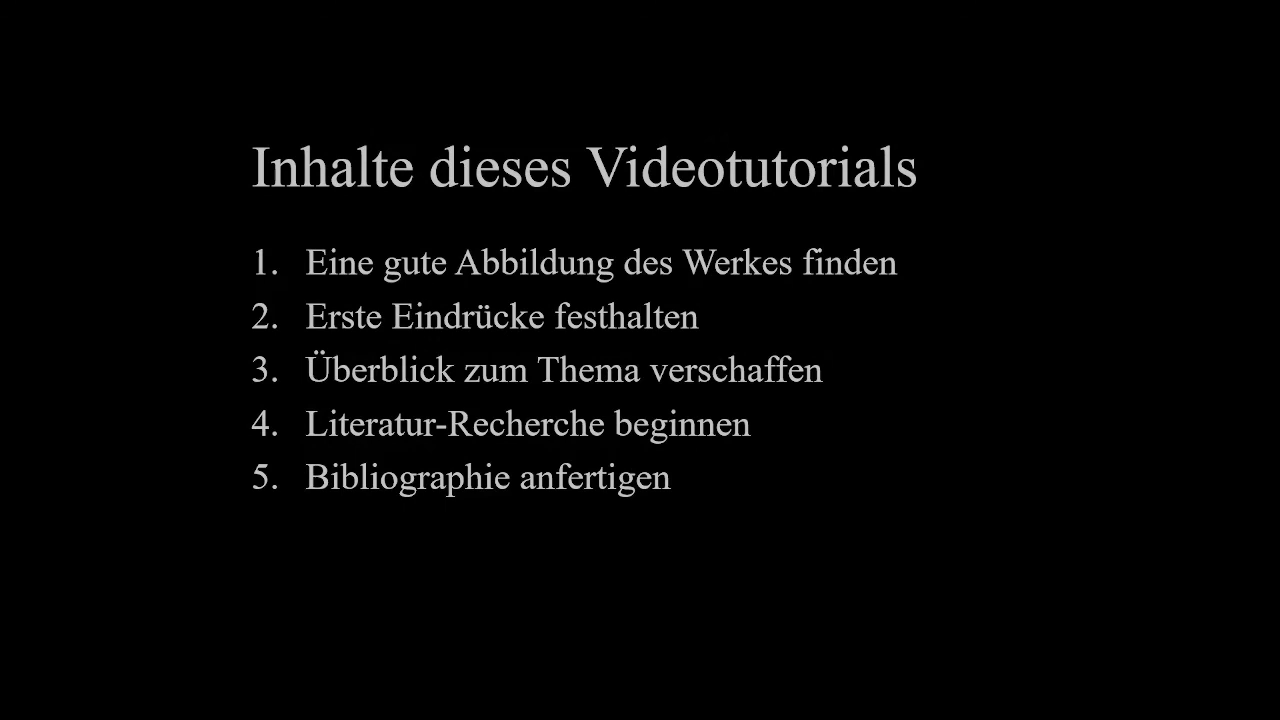 Inhalte dieses Videotutorials
1. Eine gute Abbildung des Werkes finden
2. Erste Eindrücke festhalten
3. Überblick zum Thema verschaffen
4. Literatur-Recherche beginnen
5. Bibliographie anfertigen